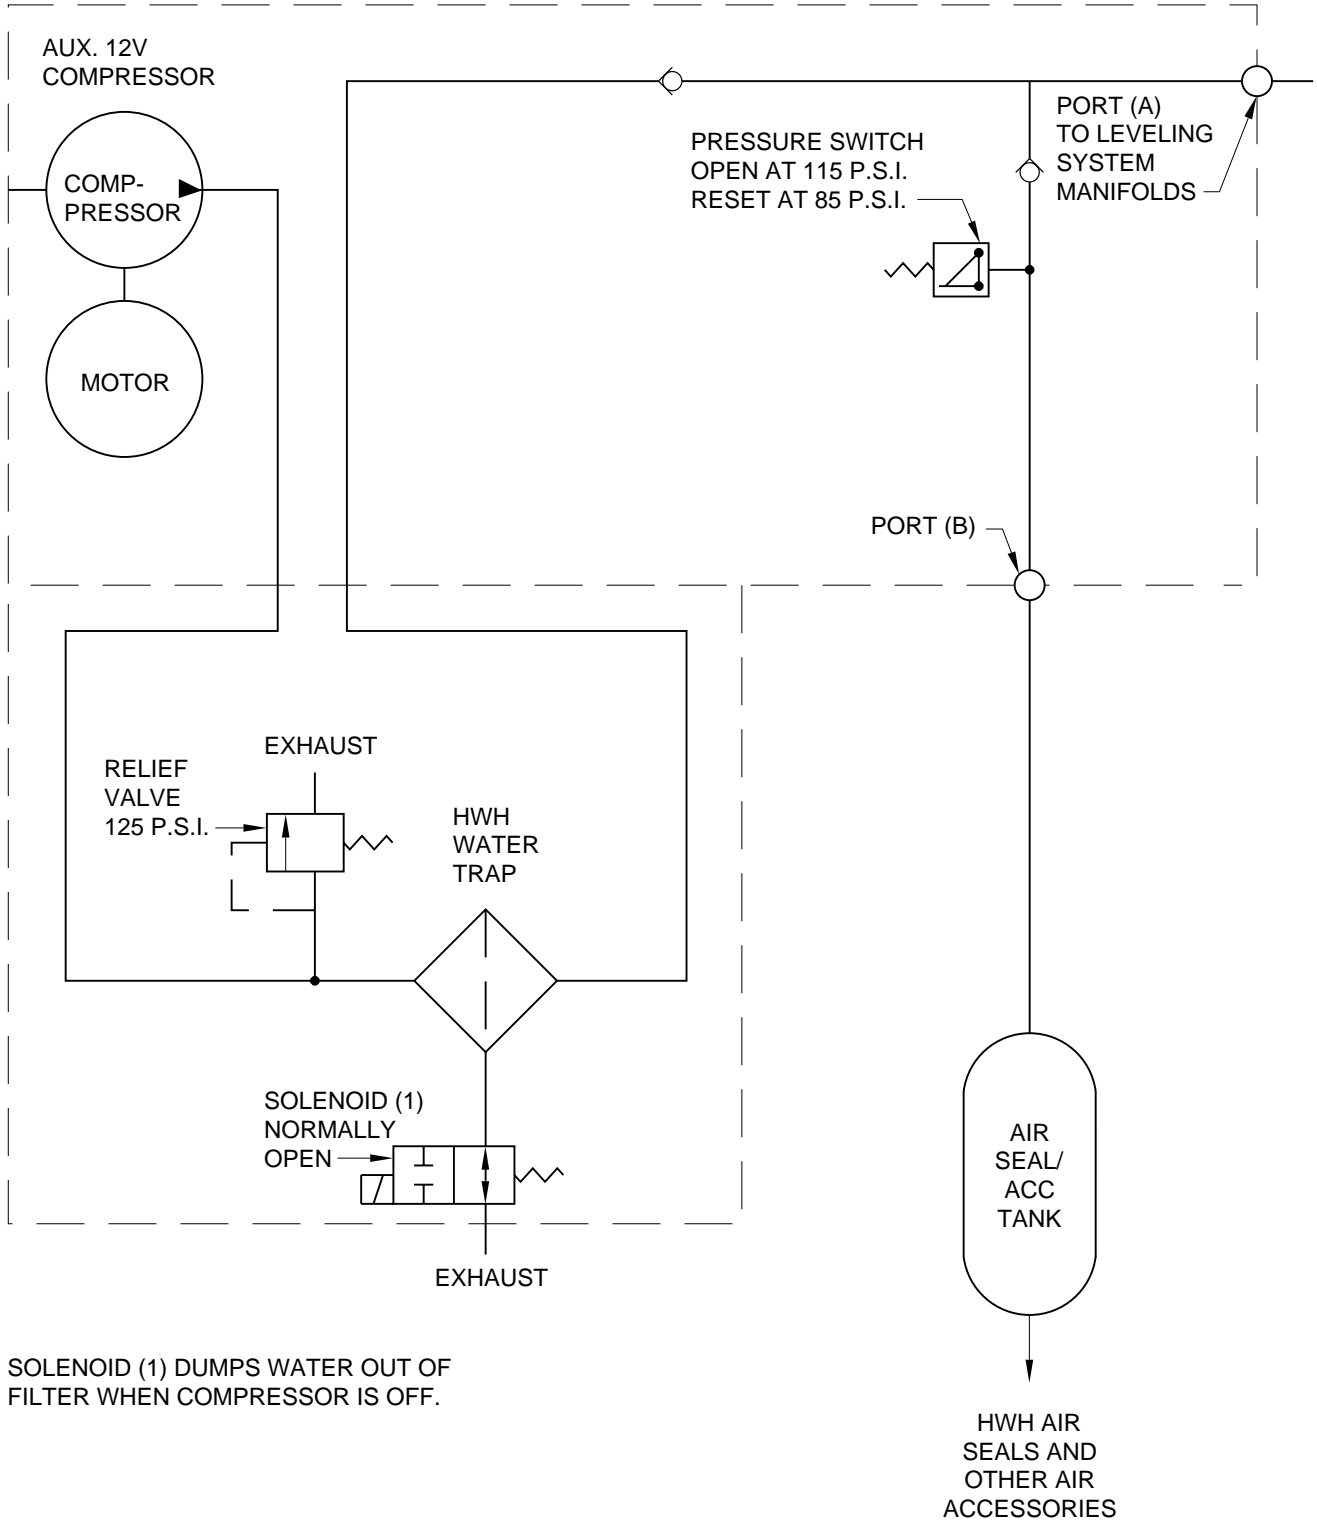 AUX. 12V
COMPRESSOR
COMP-
PRESSOR
MOTOR
PRESSURE SWITCH
OPEN AT 115 P.S.I.
RESET AT 85 P.S.I.
PORT (A)
TO LEVELING
SYSTEM
MANIFOLDS
PORT (B)
EXHAUST
RELIEF
VALVE
125 P.S.I.
HWH
WATER
TRAP
SOLENOID (1)
NORMALLY
OPEN
EXHAUST
AIR
SEAL/
ACC
TANK
SOLENOID (1) DUMPS WATER OUT OF
FILTER WHEN COMPRESSOR IS OFF.
HWH AIR
SEALS AND
OTHER AIR
ACCESSORIES